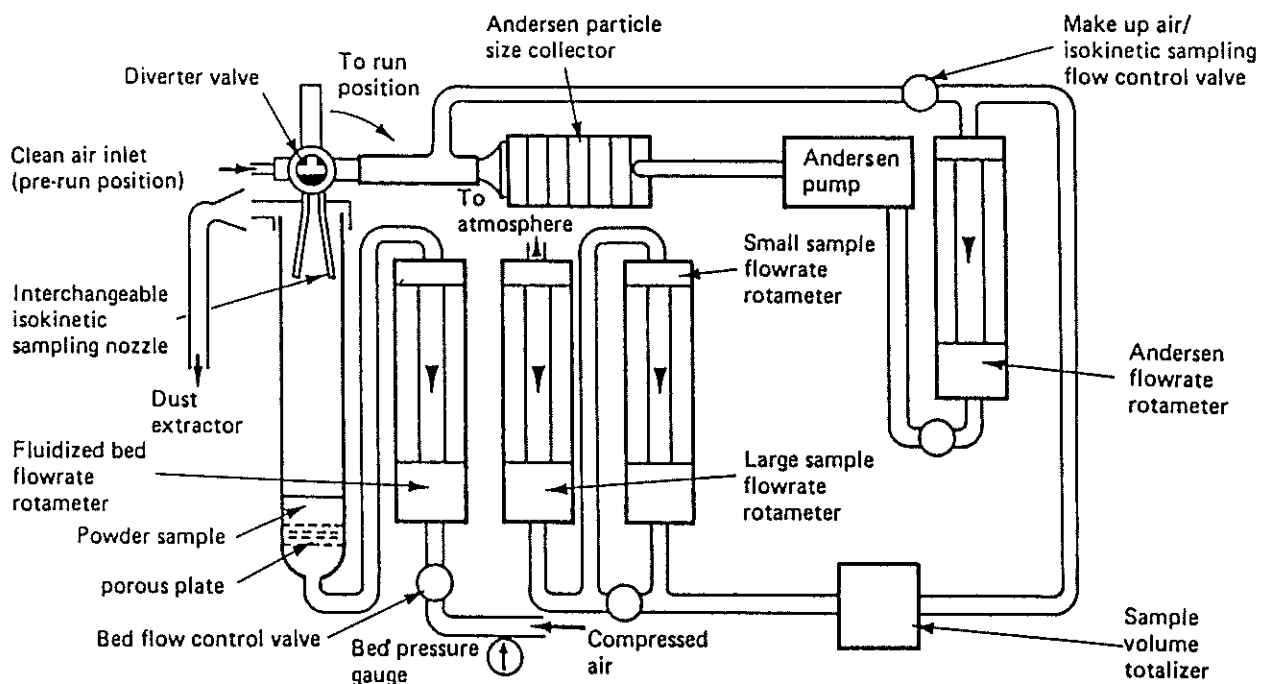 Andersen particle
size collector
Make up air/
isokinetic sampling
flow control valve
To run
position
Diverter valve
Clean air inlet
(pre-run position)
Andersen
pump
To
atmosphere
Small sample
flowrate
rotameter
Interchangeable
isokinetic
sampling nozzle
Andersen
flowrate
rotameter
Dust
extractor
Fluidized bed
flowrate
rotameter
Large sample
flowrate
rotameter
Powder sample
porous plate
Bed flow control valve
Bed pressure
gauge
Compressed
air
Sample
volume
totalizer